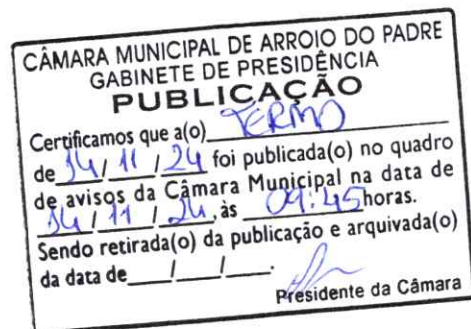 CÂMARA MUNICIPAL DE ARROIO DO PADRE
GABINETE DE PRESIDÊNCIA
PUBLICAÇÃO
Certificamos que a(o) TERMO
de 14/11/24 foi publicada(o) no quadro
de avisos da Câmara Municipal na data de
14/11/24, às 09:45 horas.
Sendo retirada(o) da publicação e arquivada(o)
da data de ___/___/___.
Presidente da Câmara